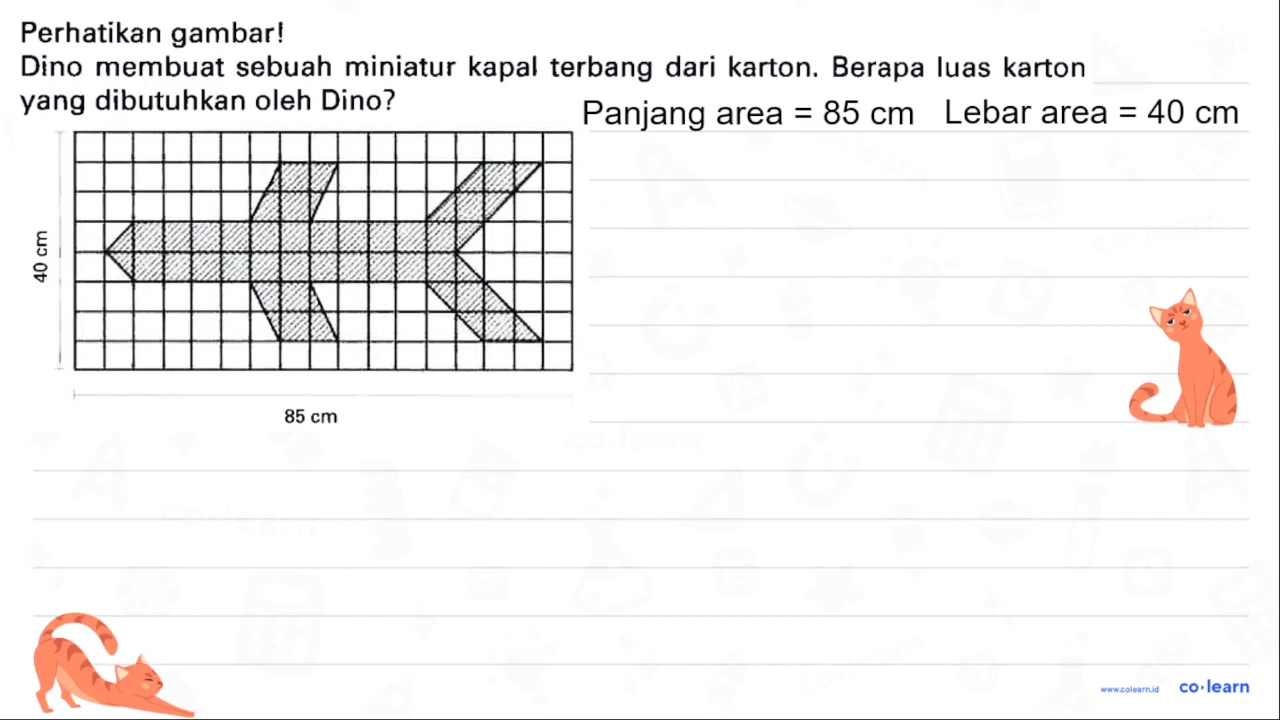 Perhatikan gambar!
Dino membuat sebuah miniatur kapal terbang dari karton. Berapa luas karton
yang dibutuhkan oleh Dino?
Panjang area = 85 cm Lebar area = 40 cm
40 cm
85 cm
www.colearn.id co·learn